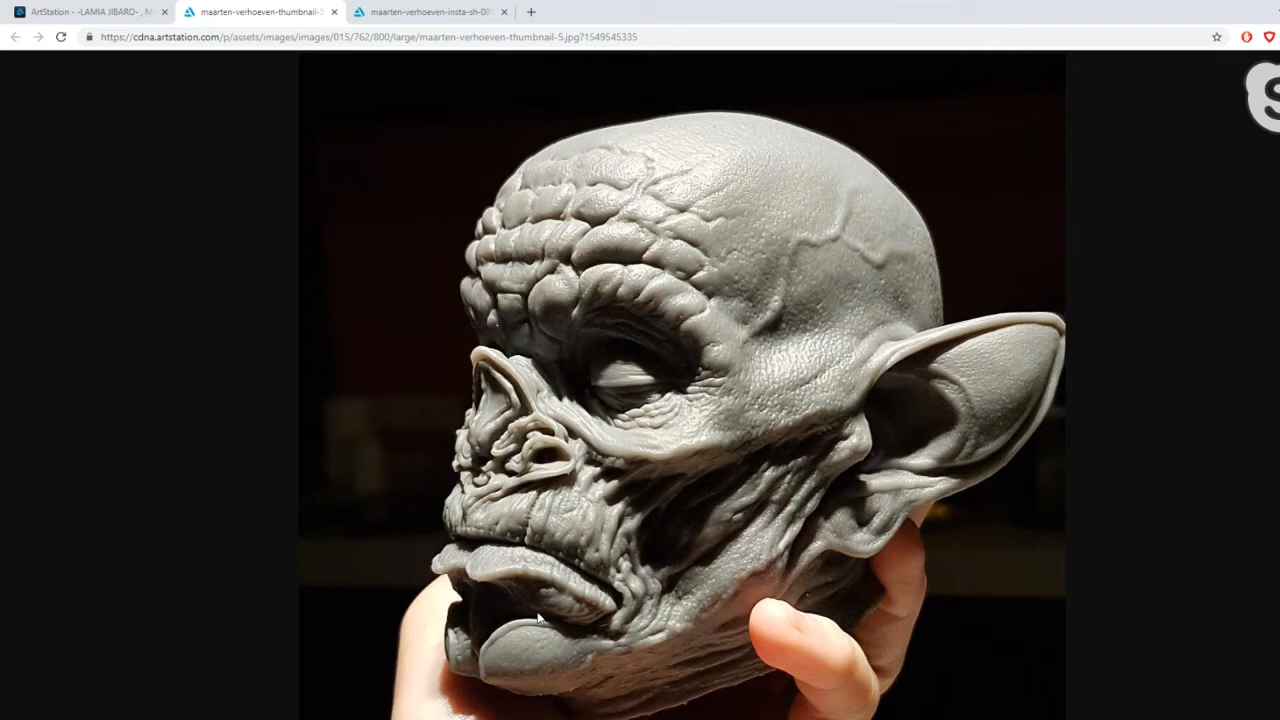 ArtStation - -LAMIA JIBARO- , M
maarten-verhoeven-thumbnail-5
maarten-verhoeven-insta-sh-00
https://cdna.artstation.com/p/assets/images/images/015/762/800/large/maarten-verhoeven-thumbnail-5.jpg?1549545335
S